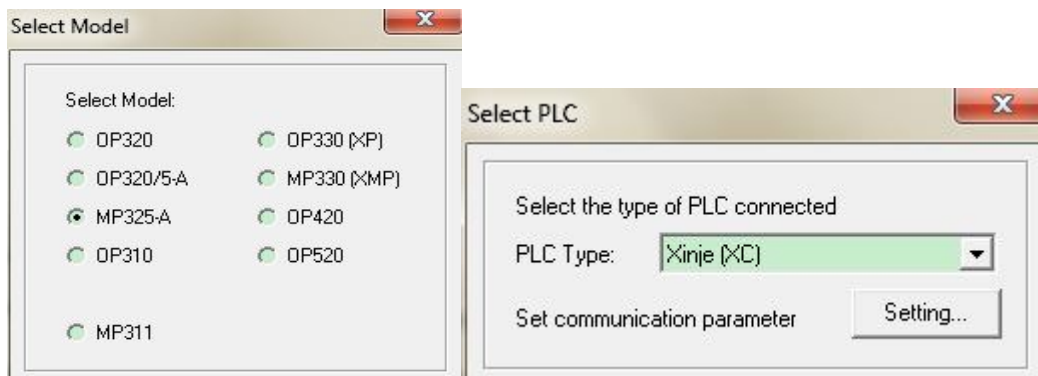 Select Model
Select Model:
OP320 OP330 (XP)
OP320/5-A MP330 (XMP)
MP325-A OP420
OP310 OP520
MP311
Select PLC
Select the type of PLC connected
PLC Type: Xinje (XC)
Set communication parameter Setting...